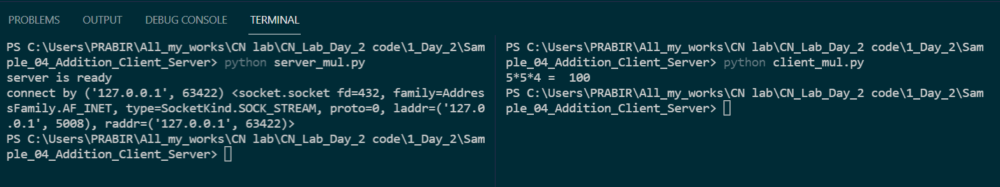 PROBLEMS OUTPUT DEBUG CONSOLE TERMINAL
PS C:\Users\PRABIR\All_my_works\CN lab\CN_Lab_Day_2 code\1_Day_2\Sam
ple_04_Addition_Client_Server> python server_mul.py
server is ready
connect by ('127.0.0.1', 63422) <socket.socket fd=432, family=Addres
sFamily.AF_INET, type=SocketKind.SOCK_STREAM, proto=0, laddr=('127.0
.0.1', 5008), raddr=('127.0.0.1', 63422)>
PS C:\Users\PRABIR\All_my_works\CN lab\CN_Lab_Day_2 code\1_Day_2\Sam
ple_04_Addition_Client_Server>
PS C:\Users\PRABIR\All_my_works\CN lab\CN_Lab_Day_2 code\1_Day_2\Sam
ple_04_Addition_Client_Server> python client_mul.py
5*5*4 =  100
PS C:\Users\PRABIR\All_my_works\CN lab\CN_Lab_Day_2 code\1_Day_2\Sam
ple_04_Addition_Client_Server>